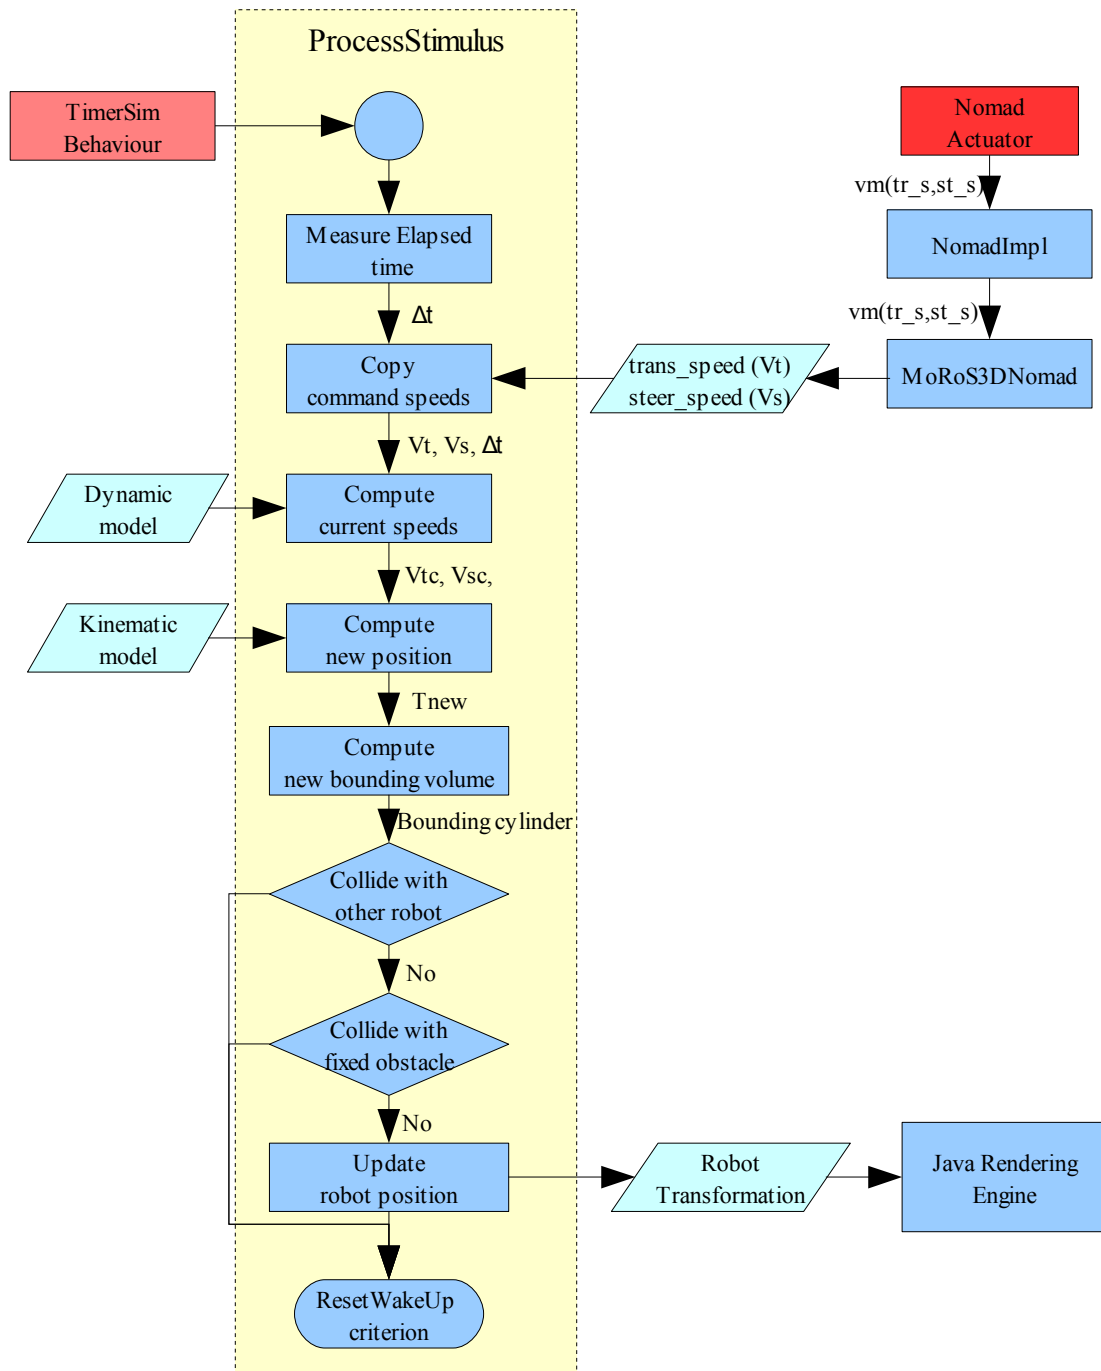 ProcessStimulus
TimerSim
Behaviour
Nomad
Actuator
vm(tr_s,st_s)
NomadImpl
vm(tr_s,st_s)
MoRoS3DNomad
Measure Elapsed
time
Δt
Copy
command speeds
trans_speed (Vt)
steer_speed (Vs)
Vt, Vs, Δt
Dynamic
model
Compute
current speeds
Vtc, Vsc,
Kinematic
model
Compute
new position
Tnew
Compute
new bounding volume
Bounding cylinder
Collide with
other robot
No
Collide with
fixed obstacle
No
Update
robot position
Robot
Transformation
Java Rendering
Engine
ResetWakeUp
criterion